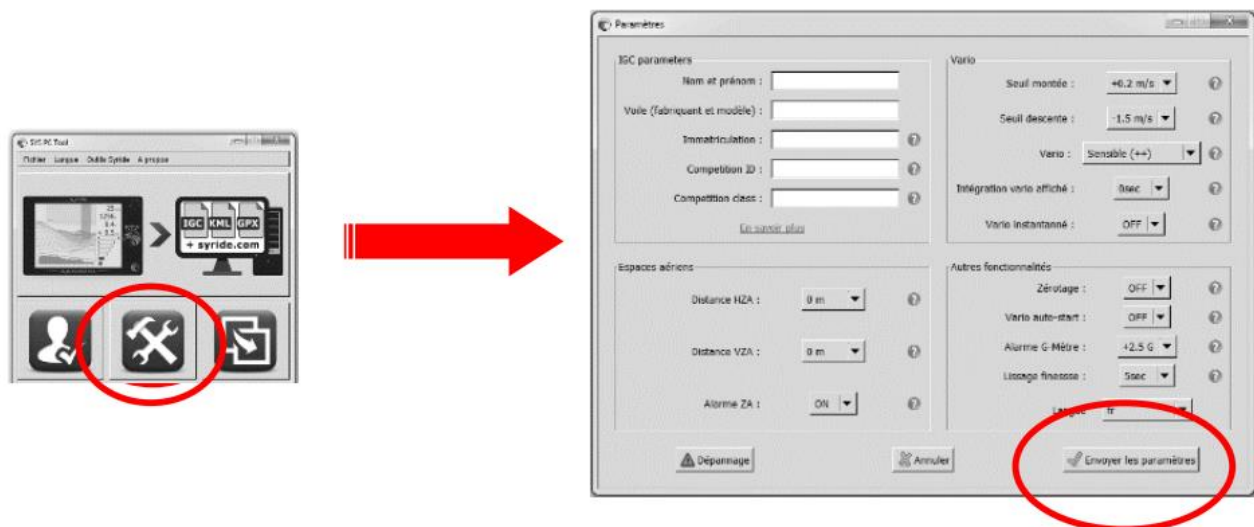 SYS PC Tool
Fichier Langue Outils Syride A propos
IGC KML GPX
+ syride.com
Paramètres
IGC parameters
Nom et prénom :
Voile (fabriquant et modèle) :
Immatriculation :
Competition ID :
Competition class :
En savoir plus
Vario
Seuil montée : +0.2 m/s
Seuil descente : -1.5 m/s
Vario : Sensible (++)
Intégration vario affiché : 0sec
Vario instantanné : OFF
Espaces aériens
Distance HZA : 0 m
Distance VZA : 0 m
Alarme ZA : ON
Autres fonctionnalités
Zérotage : OFF
Vario auto-start : OFF
Alarme G-Mètre : +2.5 G
Lissage finesse : 5sec
Langue fr
Dépannage
Annuler
Envoyer les paramètres